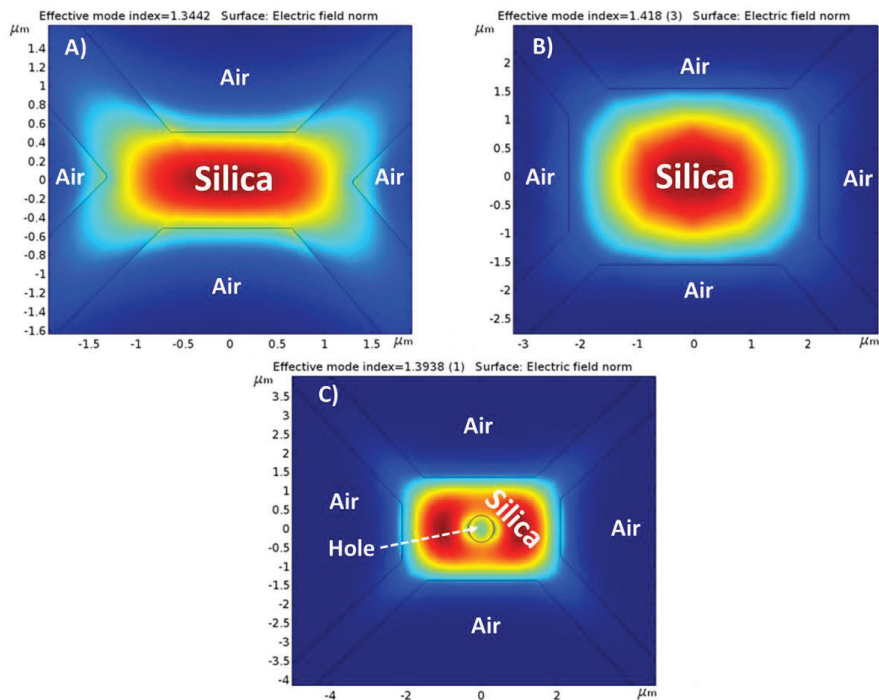 Effective mode index=1.3442 Surface: Electric field norm
μm
A)
Air
1.4
1.2
1
0.8
0.6
0.4
0.2
0
-0.2
-0.4
-0.6
-0.8
-1
-1.2
-1.4
-1.6
Air
Silica
Air
Air
-1.5 -1 -0.5 0 0.5 1 1.5 μm
Effective mode index=1.418 (3) Surface: Electric field norm
μm
B)
Air
2
1.5
1
0.5
0
-0.5
-1
-1.5
-2
-2.5
Air
Silica
Air
Air
-3 -2 -1 0 1 2 3 μm
Effective mode index=1.3938 (1) Surface: Electric field norm
μm
C)
Air
3.5
3
2.5
2
1.5
1
0.5
0
-0.5
-1
-1.5
-2
-2.5
-3
-3.5
-4
Air
Silica
Air
Hole
Air
-4 -2 0 2 μm